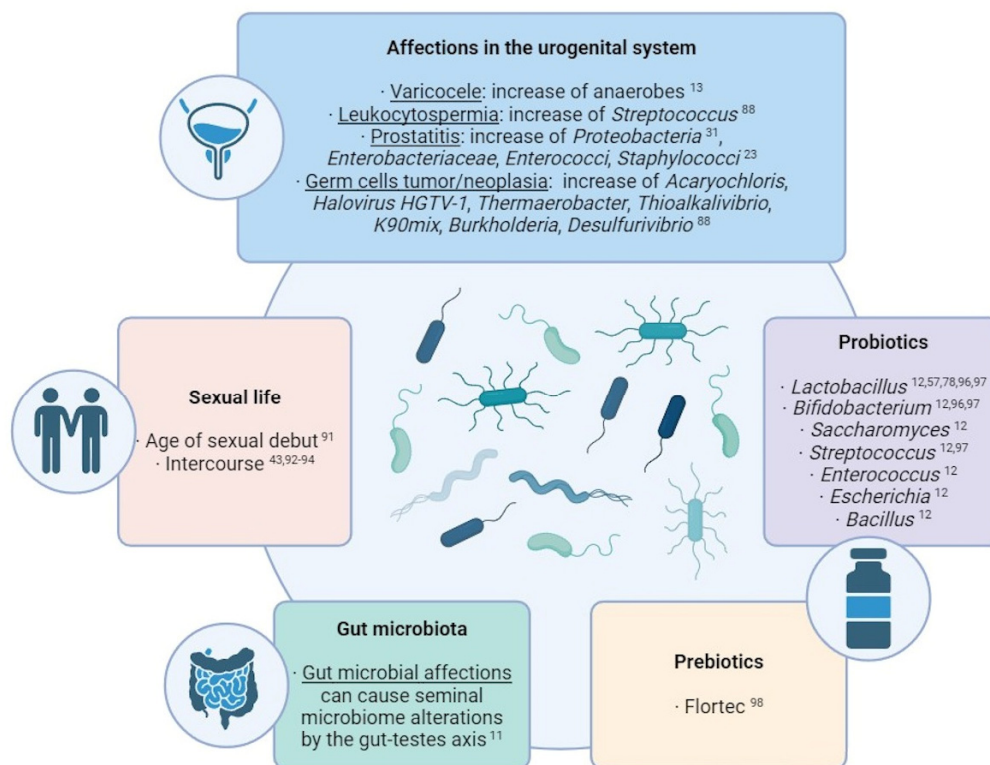 Affections in the urogenital system
· Varicocele: increase of anaerobes 13
· Leukocytospermia: increase of Streptococcus 88
· Prostatitis: increase of Proteobacteria 31,
Enterobacteriaceae, Enterococci, Staphylococci 23
· Germ cells tumor/neoplasia: increase of Acaryochloris,
Halovirus HGTV-1, Thermaerobacter, Thioalkalivibrio,
K90mix, Burkholderia, Desulfurivibrio 88
Sexual life
· Age of sexual debut 91
· Intercourse 43,92-94
Probiotics
· Lactobacillus 12,57,78,96,97
· Bifidobacterium 12,96,97
· Saccharomyces 12
· Streptococcus 12,97
· Enterococcus 12
· Escherichia 12
· Bacillus 12
Gut microbiota
· Gut microbial affections
can cause seminal
microbiome alterations
by the gut-testes axis 11
Prebiotics
· Flortec 98